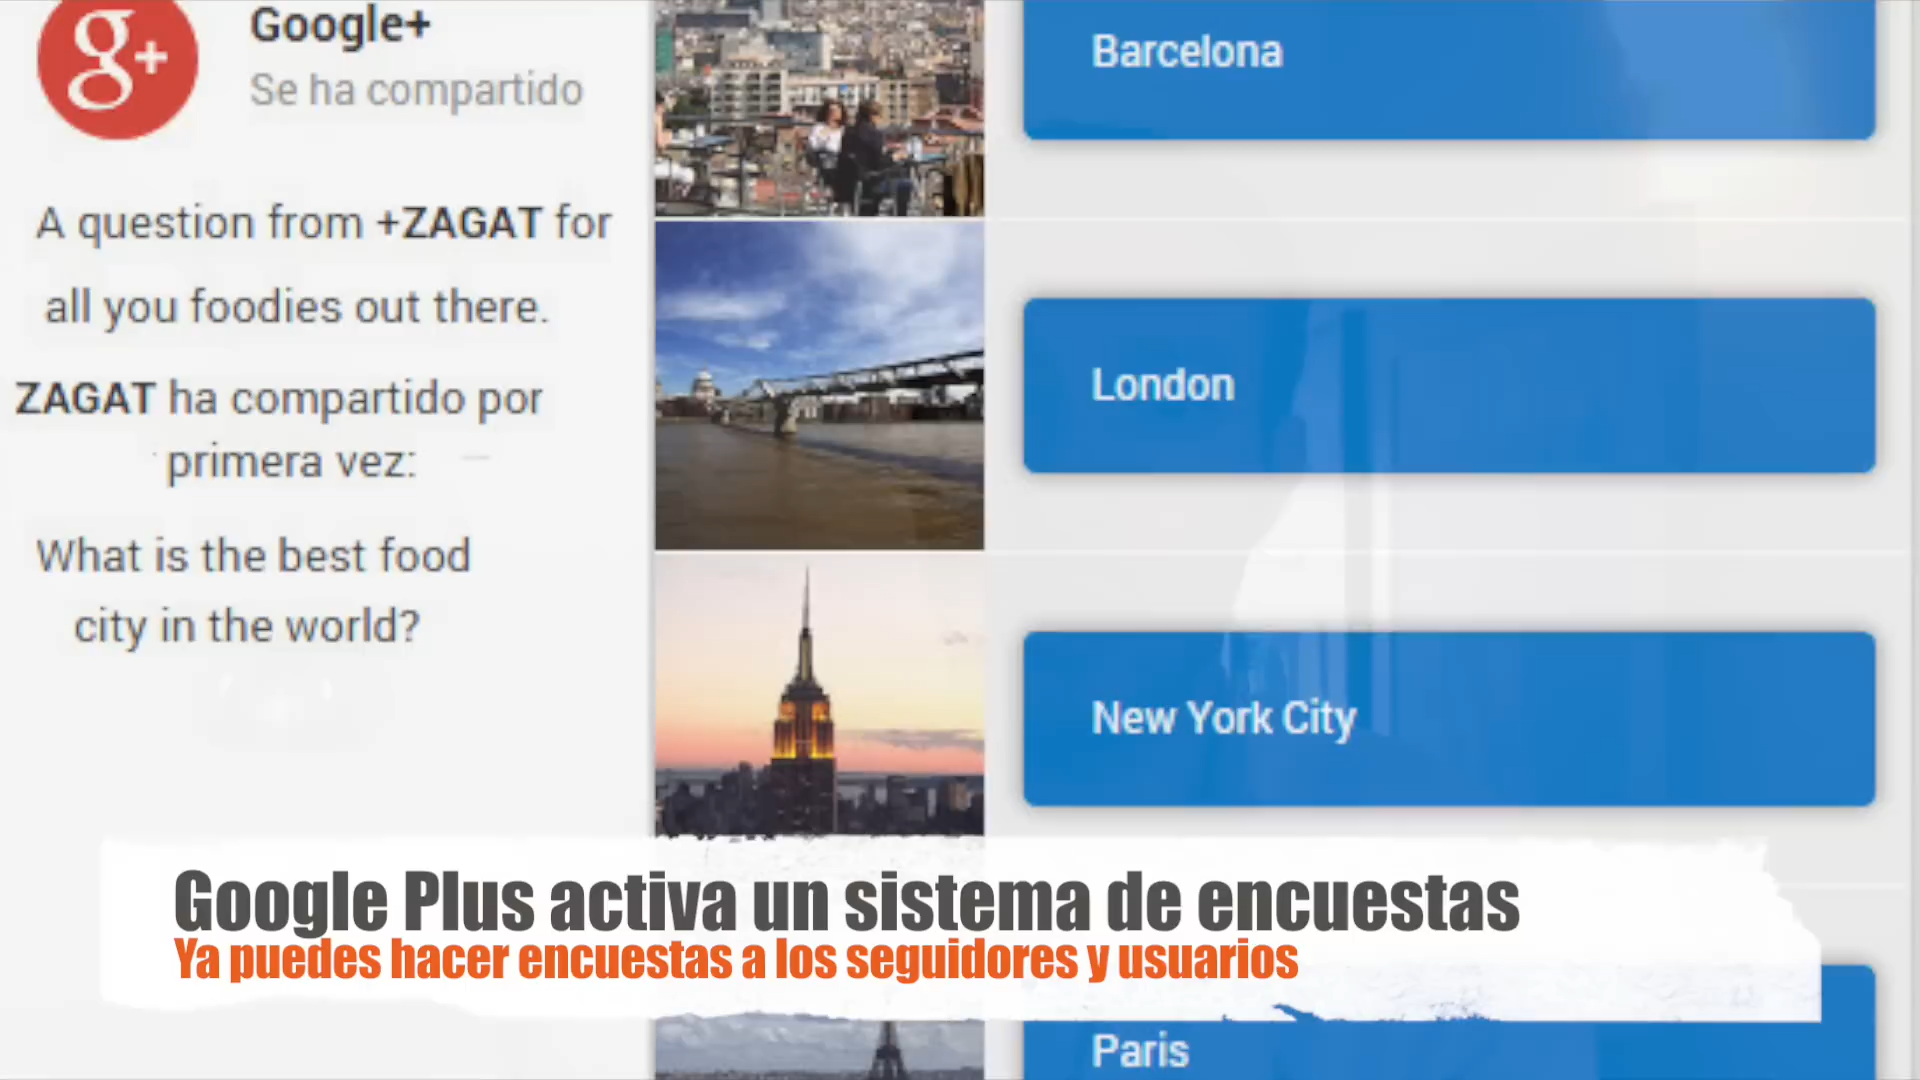 g+
Google+
Se ha compartido
A question from +ZAGAT for
all you foodies out there.
ZAGAT ha compartido por
primera vez:
What is the best food
city in the world?
Barcelona
London
New York City
Paris
Google Plus activa un sistema de encuestas
Ya puedes hacer encuestas a los seguidores y usuarios